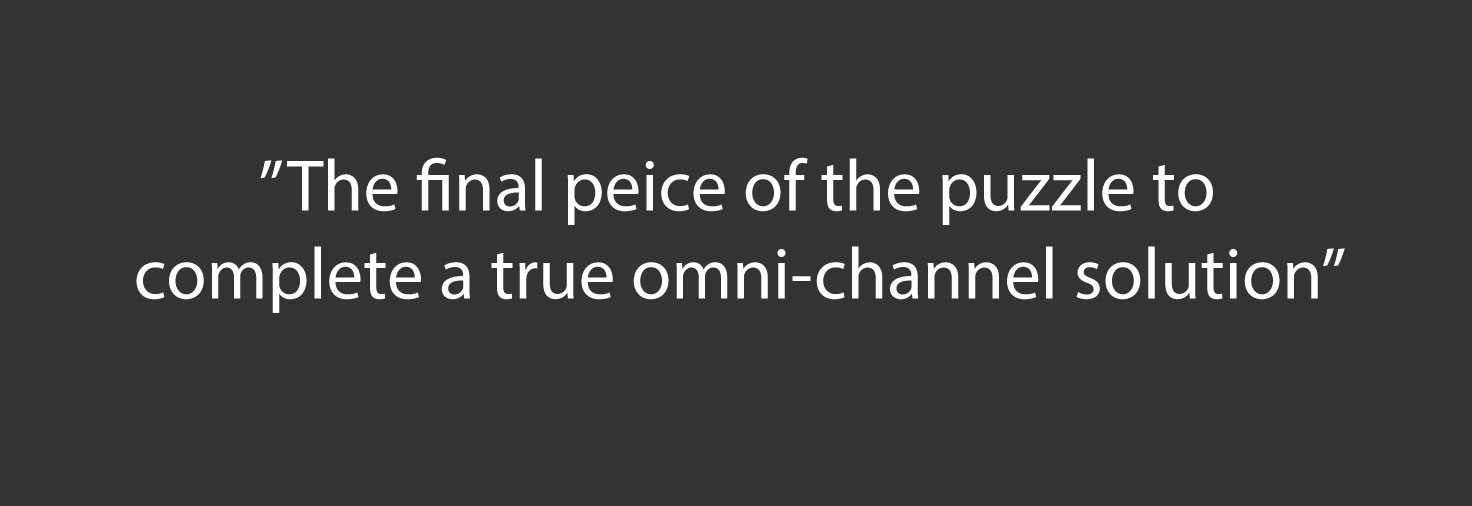 ”The final peice of the puzzle to
complete a true omni-channel solution”